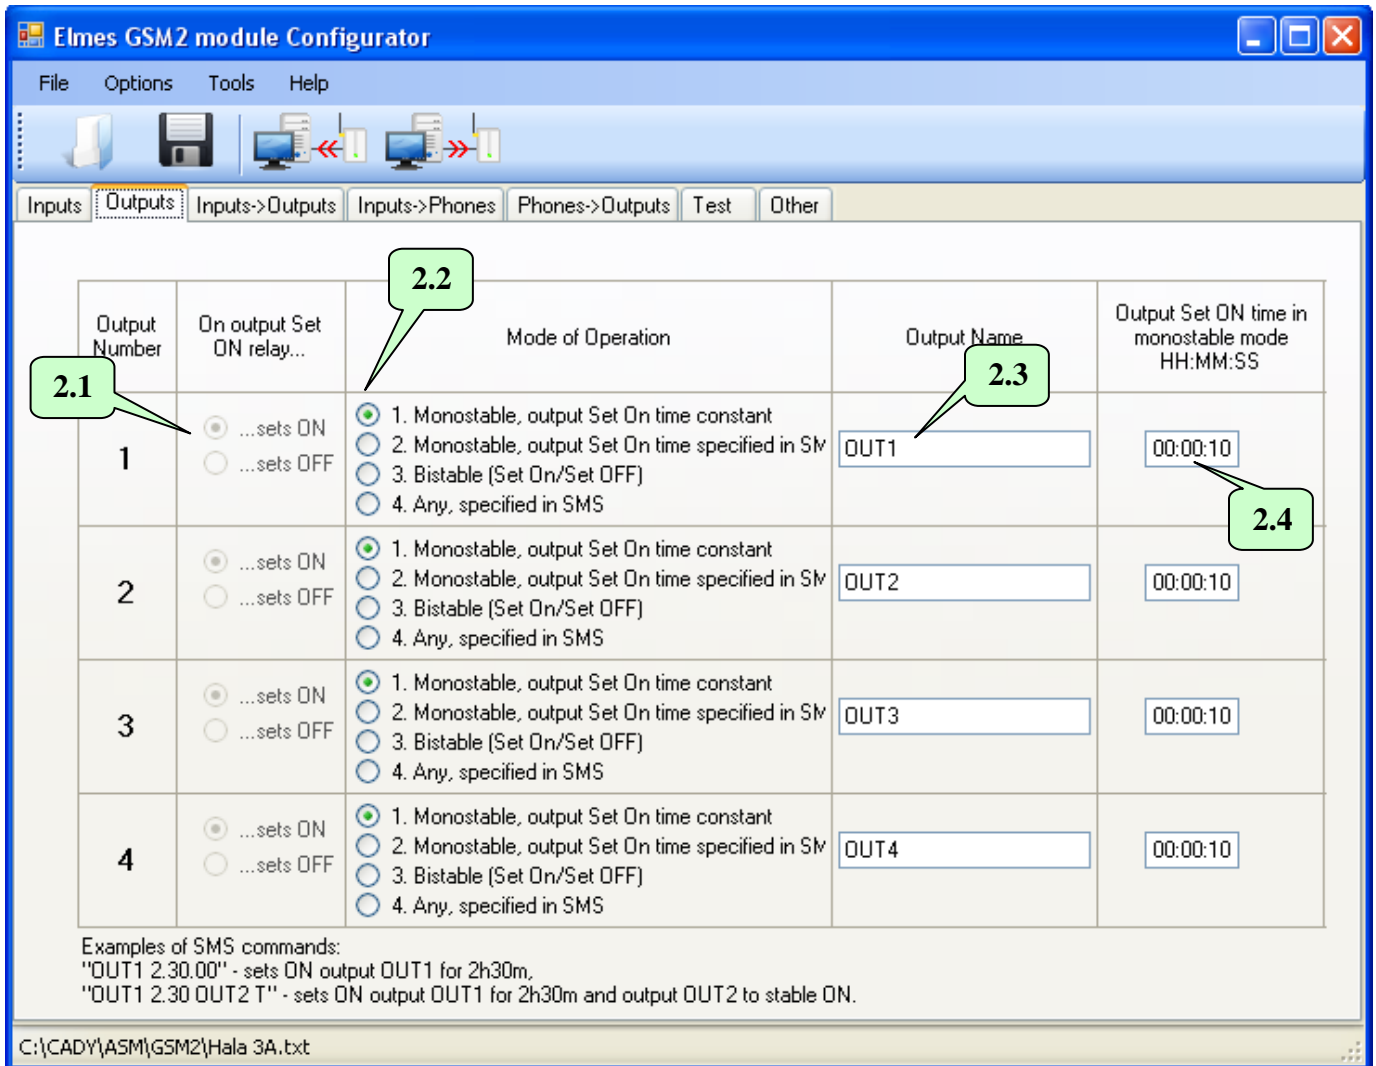 Elmes GSM2 module Configurator
File Options Tools Help
Inputs Outputs Inputs->Outputs Inputs->Phones Phones->Outputs Test Other
2.2
Output Number
On output Set ON relay...
Mode of Operation
Output Name
Output Set ON time in monostable mode HH:MM:SS
2.1
2.3
1
...sets ON
...sets OFF
1. Monostable, output Set On time constant
2. Monostable, output Set On time specified in SM
3. Bistable (Set On/Set OFF)
4. Any, specified in SMS
OUT1
00:00:10
2.4
2
...sets ON
...sets OFF
1. Monostable, output Set On time constant
2. Monostable, output Set On time specified in SM
3. Bistable (Set On/Set OFF)
4. Any, specified in SMS
OUT2
00:00:10
3
...sets ON
...sets OFF
1. Monostable, output Set On time constant
2. Monostable, output Set On time specified in SM
3. Bistable (Set On/Set OFF)
4. Any, specified in SMS
OUT3
00:00:10
4
...sets ON
...sets OFF
1. Monostable, output Set On time constant
2. Monostable, output Set On time specified in SM
3. Bistable (Set On/Set OFF)
4. Any, specified in SMS
OUT4
00:00:10
Examples of SMS commands:
"OUT1 2.30.00" - sets ON output OUT1 for 2h30m,
"OUT1 2.30 OUT2 T" - sets ON output OUT1 for 2h30m and output OUT2 to stable ON.
C:\CADY\ASM\GSM2\Hala 3A.txt